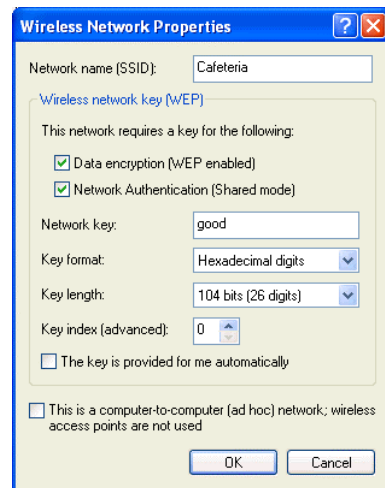 Wireless Network Properties
Network name (SSID): Cafeteria
Wireless network key (WEP)
This network requires a key for the following:
Data encryption (WEP enabled)
Network Authentication (Shared mode)
Network key: good
Key format: Hexadecimal digits
Key length: 104 bits (26 digits)
Key index (advanced): 0
The key is provided for me automatically
This is a computer-to-computer (ad hoc) network; wireless
access points are not used
OK Cancel